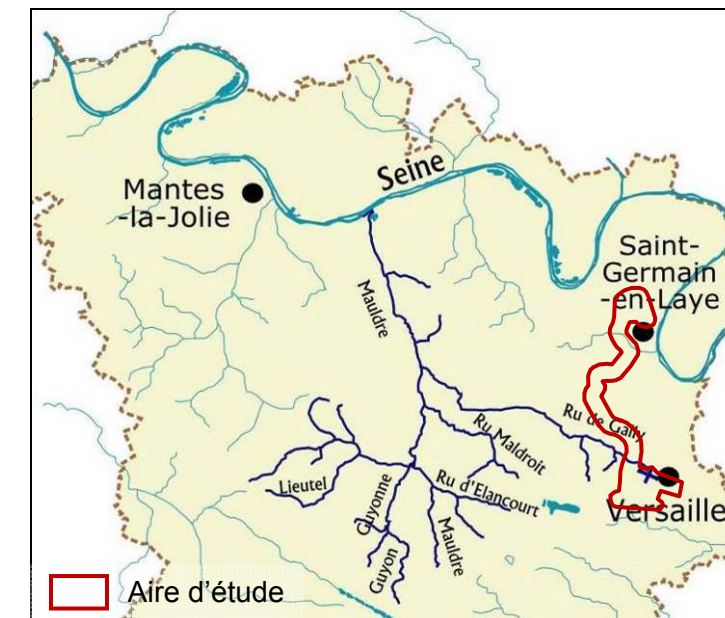 Seine
Mantes
-la-Jolie
Saint-
Germain
-en-Laye
Mauldre
Ru de Gally
Ru Maldroit
Lieutel
Guyonne
Ru d'Elancourt
Versaille
Mauldre
Guyon
Aire d'étude